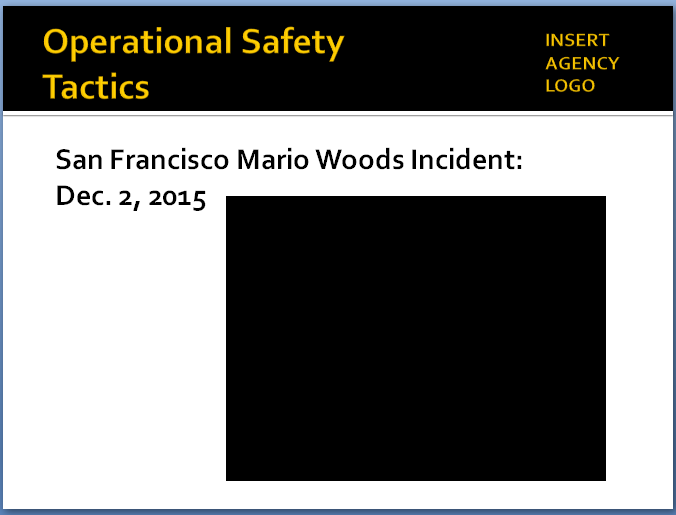 Operational Safety
Tactics
INSERT
AGENCY
LOGO
San Francisco Mario Woods Incident:
Dec. 2, 2015